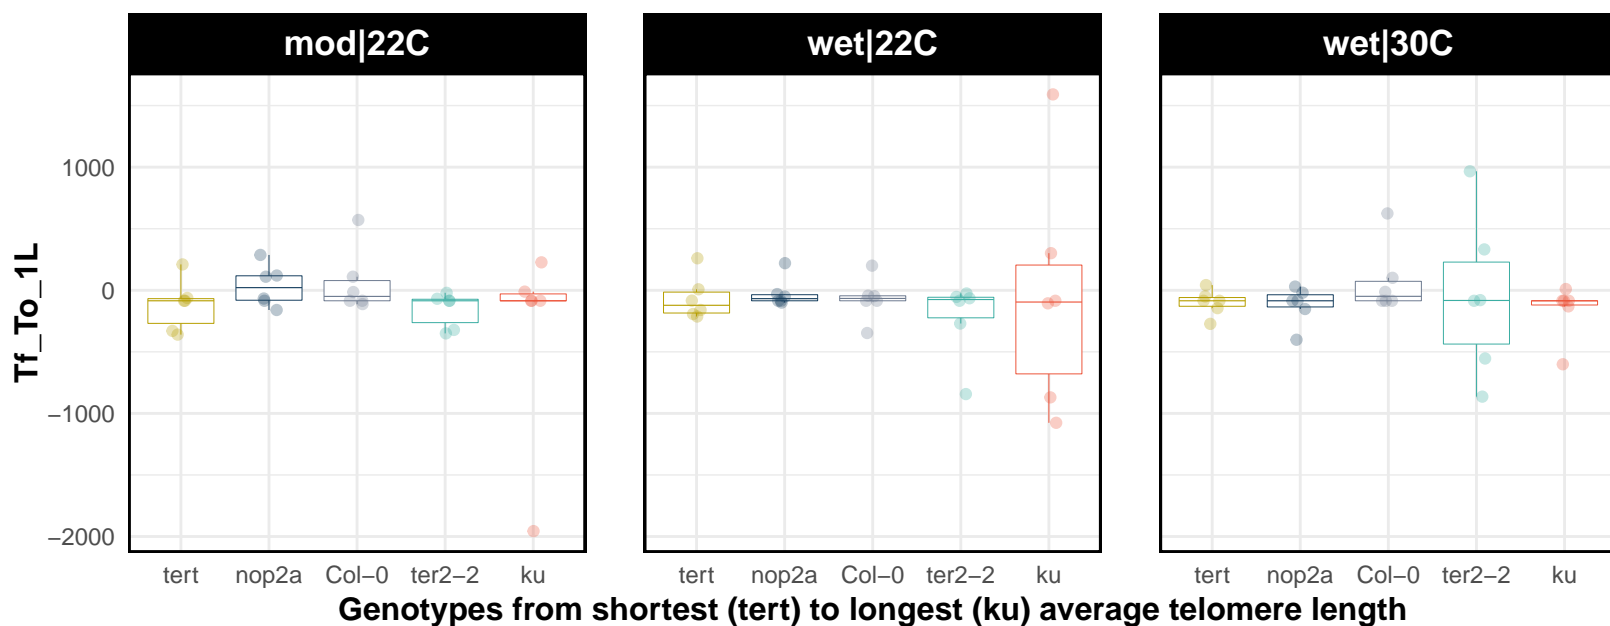 mod|22C wet|22C wet|30C
Tf_To_1L
1000
0
−1000
−2000
tert nop2a Col−0 ter2−2 ku tert nop2a Col−0 ter2−2 ku tert nop2a Col−0 ter2−2 ku
Genotypes from shortest (tert) to longest (ku) average telomere length